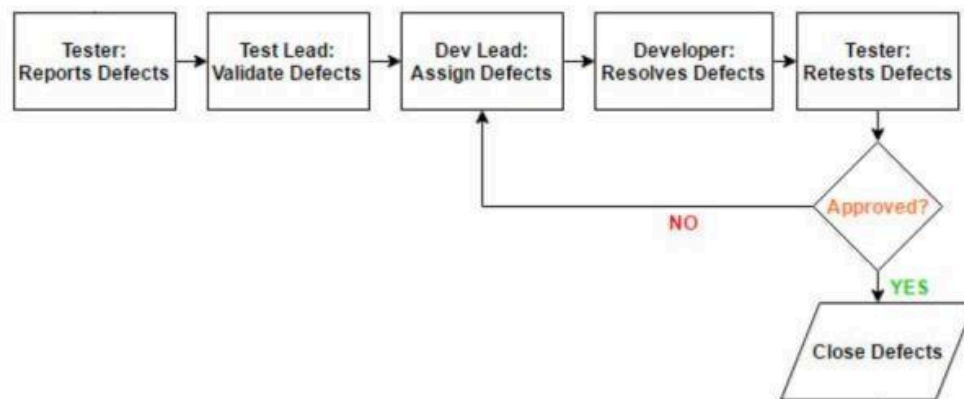 Tester:
Reports Defects
Test Lead:
Validate Defects
Dev Lead:
Assign Defects
Developer:
Resolves Defects
Tester:
Retests Defects
Approved?
NO
YES
Close Defects